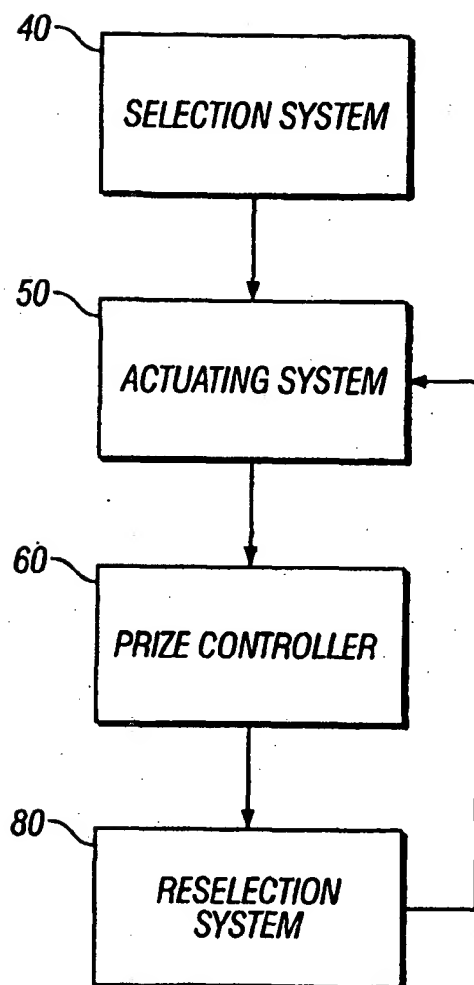 40
SELECTION SYSTEM
50
ACTUATING SYSTEM
60
PRIZE CONTROLLER
80
RESELECTION
SYSTEM